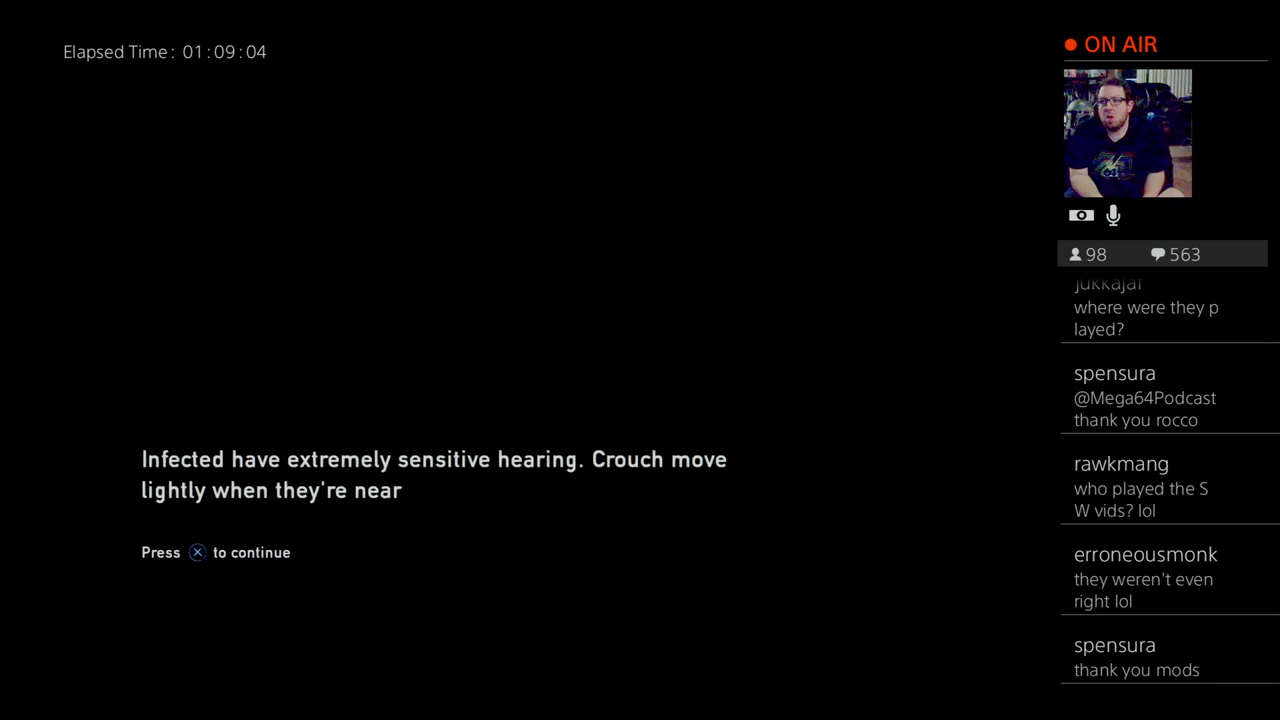 Elapsed Time: 01:09:04
ON AIR
98 563
jukkajaf
where were they p
layed?
spensura
@Mega64Podcast
thank you rocco
rawkmang
who played the S
W vids? lol
erroneousmonk
they weren't even
right lol
spensura
thank you mods
Infected have extremely sensitive hearing. Crouch move
lightly when they're near
Press ⓧ to continue